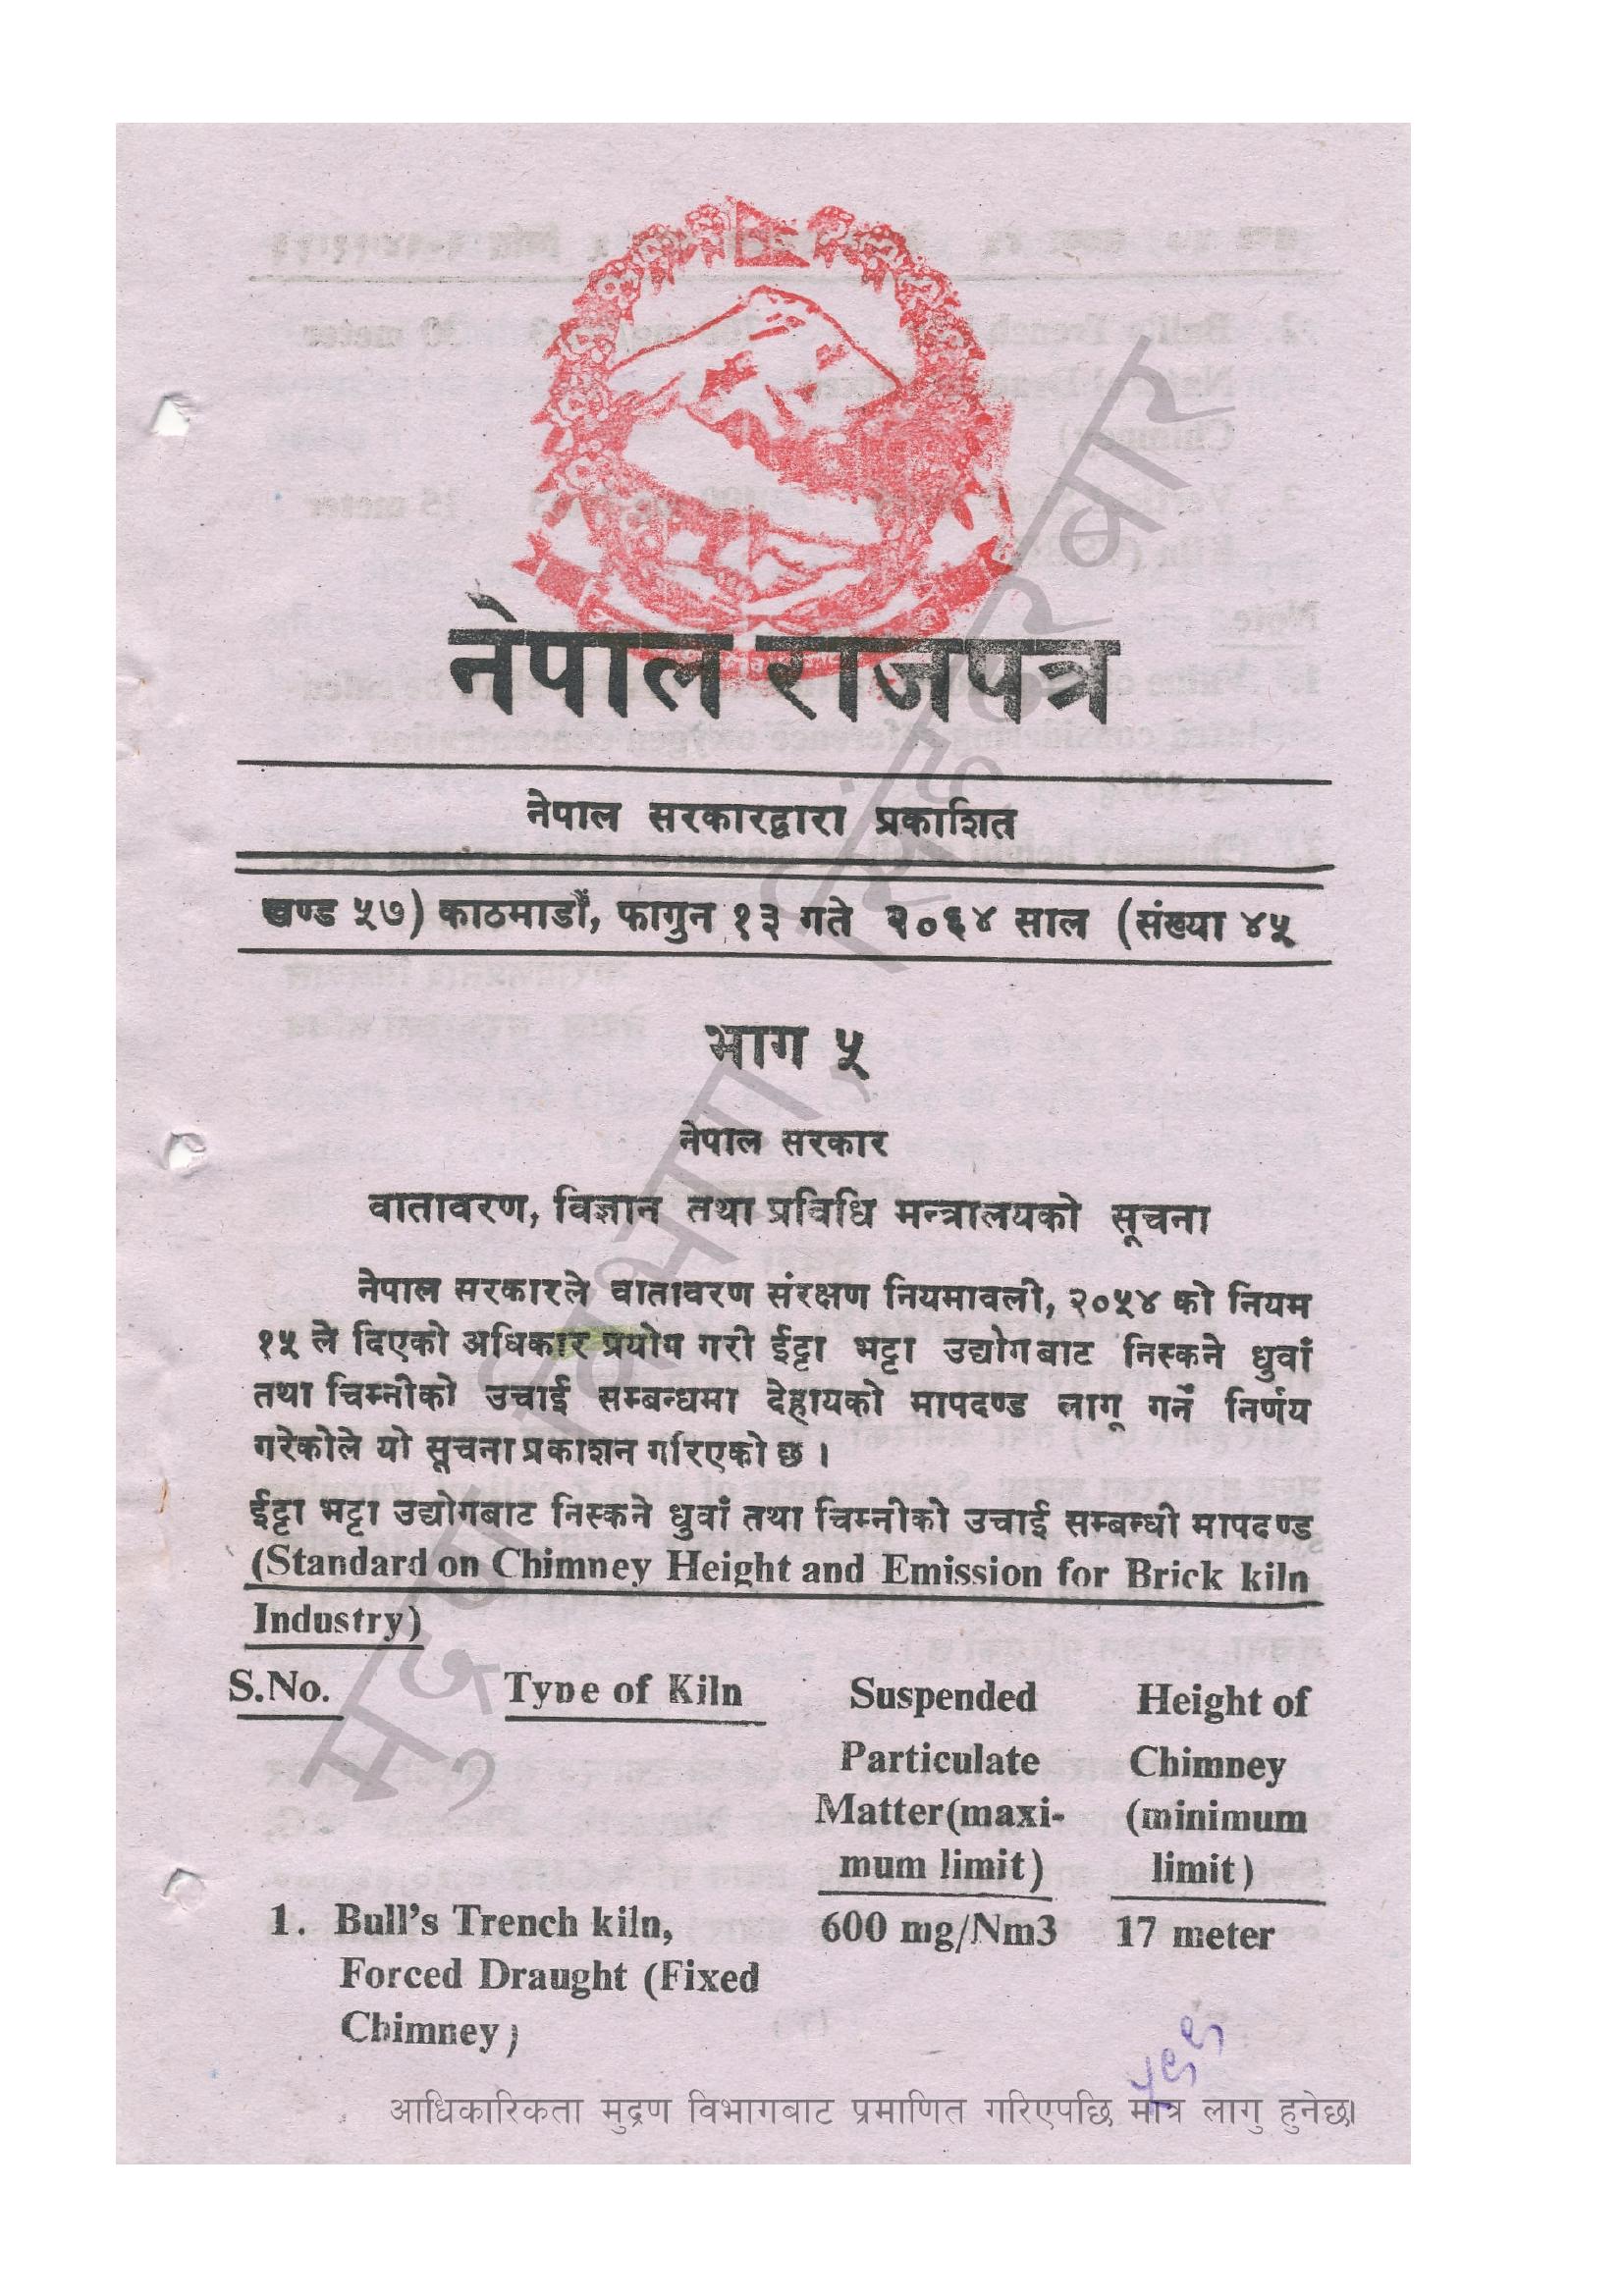 नेपाल राजपत्र
नेपाल सरकारद्वारा प्रकाशित
खण्ड ५७) काठमाडौं, फागुन १३ गते २०६४ साल (संख्या ४५
भाग ५
नेपाल सरकार
वातावरण, विज्ञान तथा प्रविधि मन्त्रालयको सूचना
नेपाल सरकारले वातावरण संरक्षण नियमावली, २०५४ को नियम
१५ ले दिएको अधिकार प्रयोग गरी ईट्टा भट्टा उद्योगबाट निस्कने धुवाँ
तथा चिम्नीको उचाई सम्बन्धमा देहायको मापदण्ड लागू गर्ने निर्णय
गरेकोले यो सूचना प्रकाशन गरिएको छ ।
ईट्टा भट्टा उद्योगबाट निस्कने धुवाँ तथा चिम्नीको उचाई सम्बन्धी मापदण्ड
(Standard on Chimney Height and Emission for Brick kiln
Industry)
S.No. Type of Kiln Suspended Height of
Particulate Chimney
Matter(maxi- (minimum
mum limit) limit)
1. Bull's Trench kiln, 600 mg/Nm3 17 meter
Forced Draught (Fixed
Chimney)
मुद्रण विभाग, सिंहदरबार
आधिकारिकता मुद्रण विभागबाट प्रमाणित गरिएपछि मात्र लागु हुनेछ।